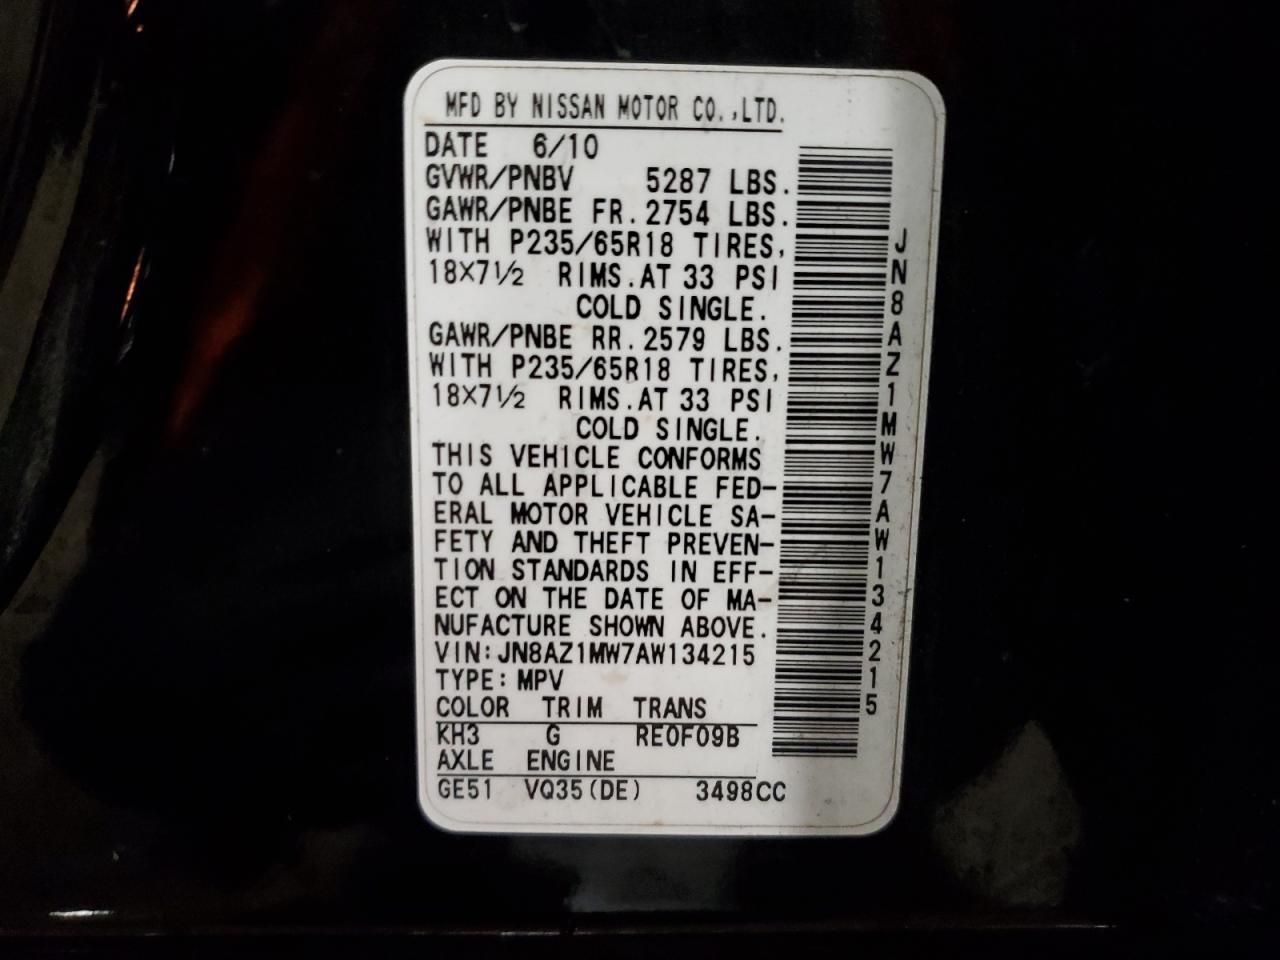 MFD BY NISSAN MOTOR CO.,LTD.
DATE 6/10
GVWR/PNBV 5287 LBS.
GAWR/PNBE FR.2754 LBS.
WITH P235/65R18 TIRES,
18×7½ RIMS.AT 33 PSI
COLD SINGLE.
GAWR/PNBE RR.2579 LBS.
WITH P235/65R18 TIRES,
18×7½ RIMS.AT 33 PSI
COLD SINGLE.
THIS VEHICLE CONFORMS
TO ALL APPLICABLE FED-
ERAL MOTOR VEHICLE SA-
FETY AND THEFT PREVEN-
TION STANDARDS IN EFF-
ECT ON THE DATE OF MA-
NUFACTURE SHOWN ABOVE.
VIN:JN8AZ1MW7AW134215
TYPE:MPV
COLOR TRIM TRANS
KH3 G RE0F09B
AXLE ENGINE
GE51 VQ35(DE) 3498CC
JN8AZ1MW7AW134215